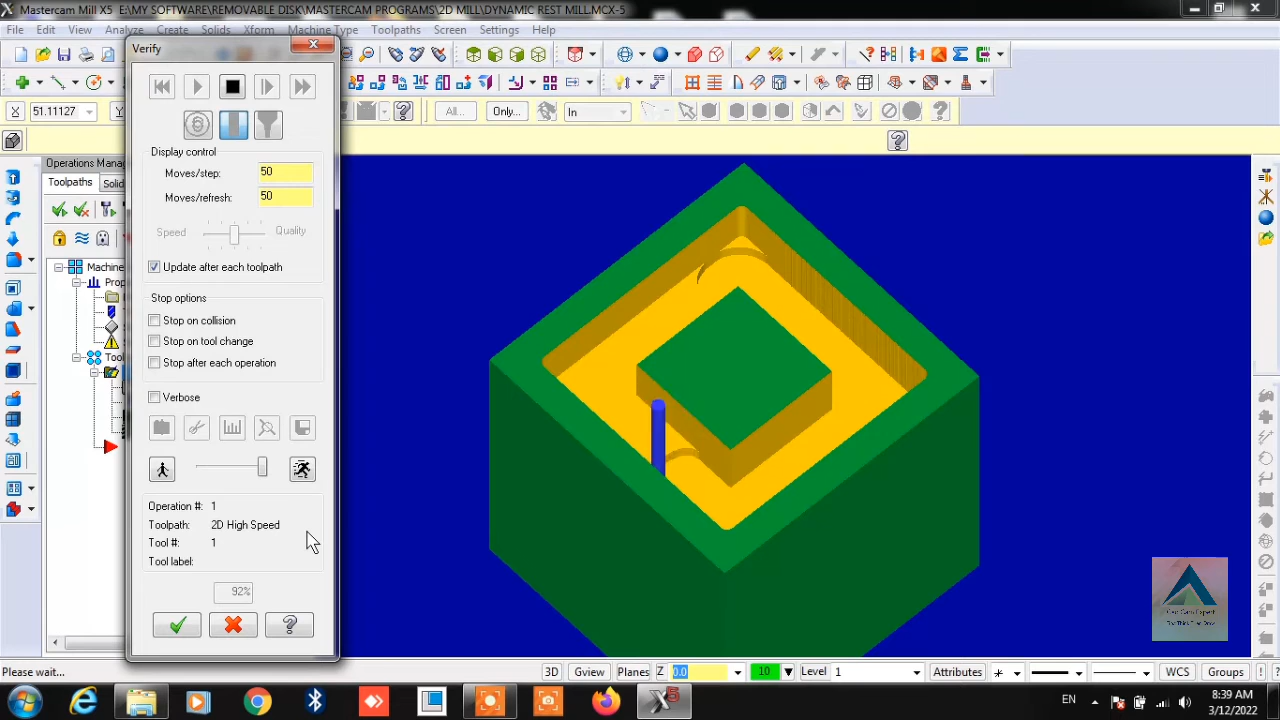 Mastercam Mill X5 E:\MY SOFTWARE\REMOVABLE DISK\MASTERCAM PROGRAMS\2D MILL\DYNAMIC REST MILL.MCX-5
File Edit View Analyze Create Solids Xform Machine Type Toolpaths Screen Settings Help
Verify
X 51.11127 Y
All... Only... In
Display control
Moves/step: 50
Moves/refresh: 50
Speed Quality
Update after each toolpath
Stop options
Stop on collision
Stop on tool change
Stop after each operation
Verbose
Operation #: 1
Toolpath: 2D High Speed
Tool #: 1
Tool label:
92%
Operations Mana
Toolpaths Solid
Machine
Prop
Tool
Please wait...
3D Gview Planes Z 0.0 10 Level 1 Attributes WCS Groups
EN
8:39 AM
3/12/2022